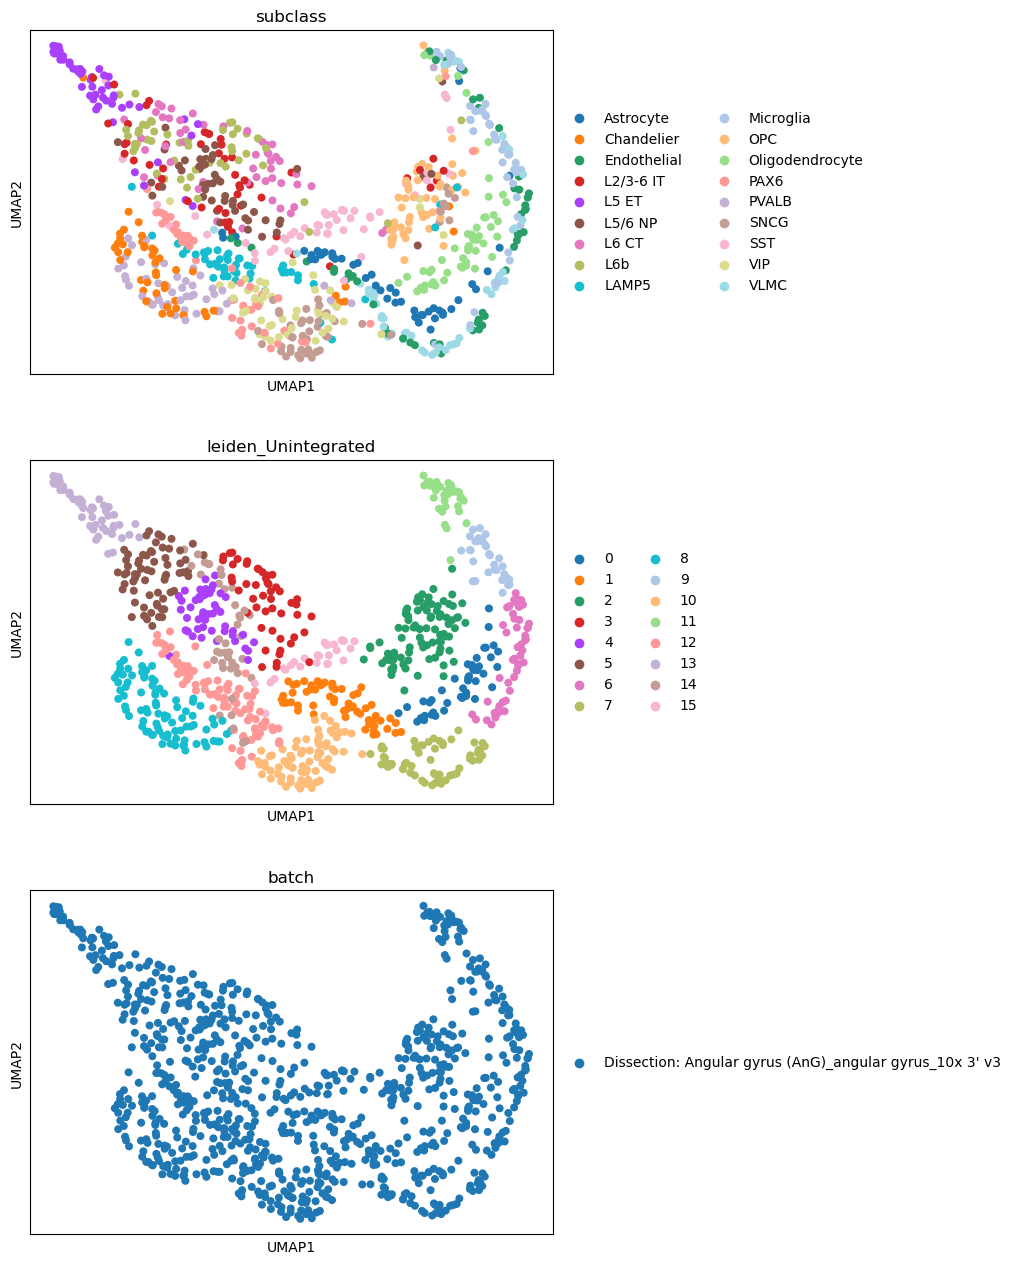 subclass
UMAP2
UMAP1
Astrocyte
Chandelier
Endothelial
L2/3-6 IT
L5 ET
L5/6 NP
L6 CT
L6b
LAMP5
Microglia
OPC
Oligodendrocyte
PAX6
PVALB
SNCG
SST
VIP
VLMC
leiden_Unintegrated
UMAP2
UMAP1
0
1
2
3
4
5
6
7
8
9
10
11
12
13
14
15
batch
UMAP2
UMAP1
Dissection: Angular gyrus (AnG)_angular gyrus_10x 3' v3